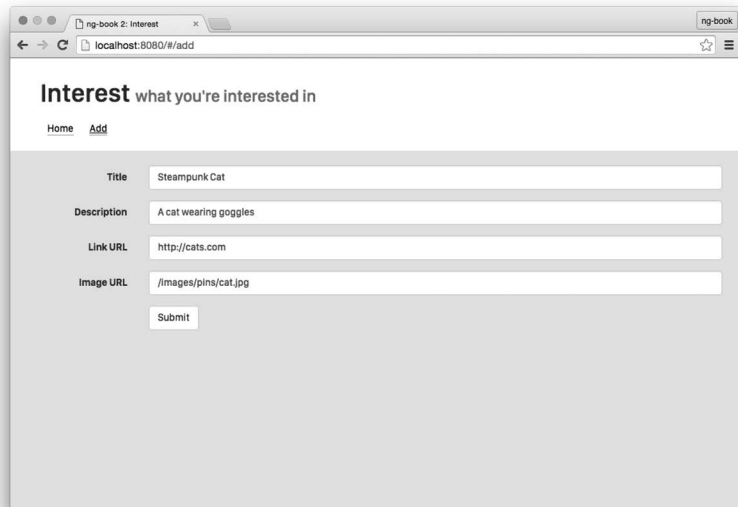 ng-book 2: Interest
ng-book
localhost:8080/#/add
Interest what you're interested in
Home Add
Title Steampunk Cat
Description A cat wearing goggles
Link URL http://cats.com
Image URL /images/pins/cat.jpg
Submit